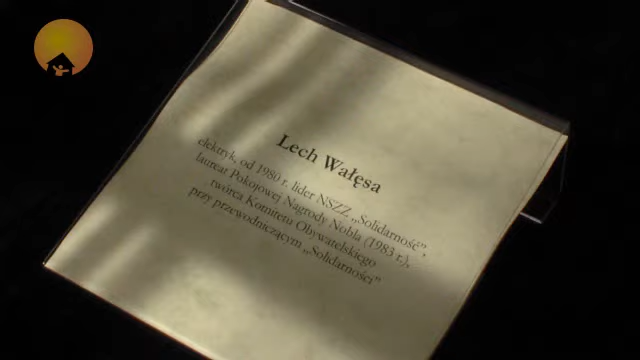 Lech Wałęsa
elektryk, od 1980 r. lider NSZZ „Solidarność”,
laureat Pokojowej Nagrody Nobla (1983 r.),
twórca Komitetu Obywatelskiego
przy przewodniczącym „Solidarności”